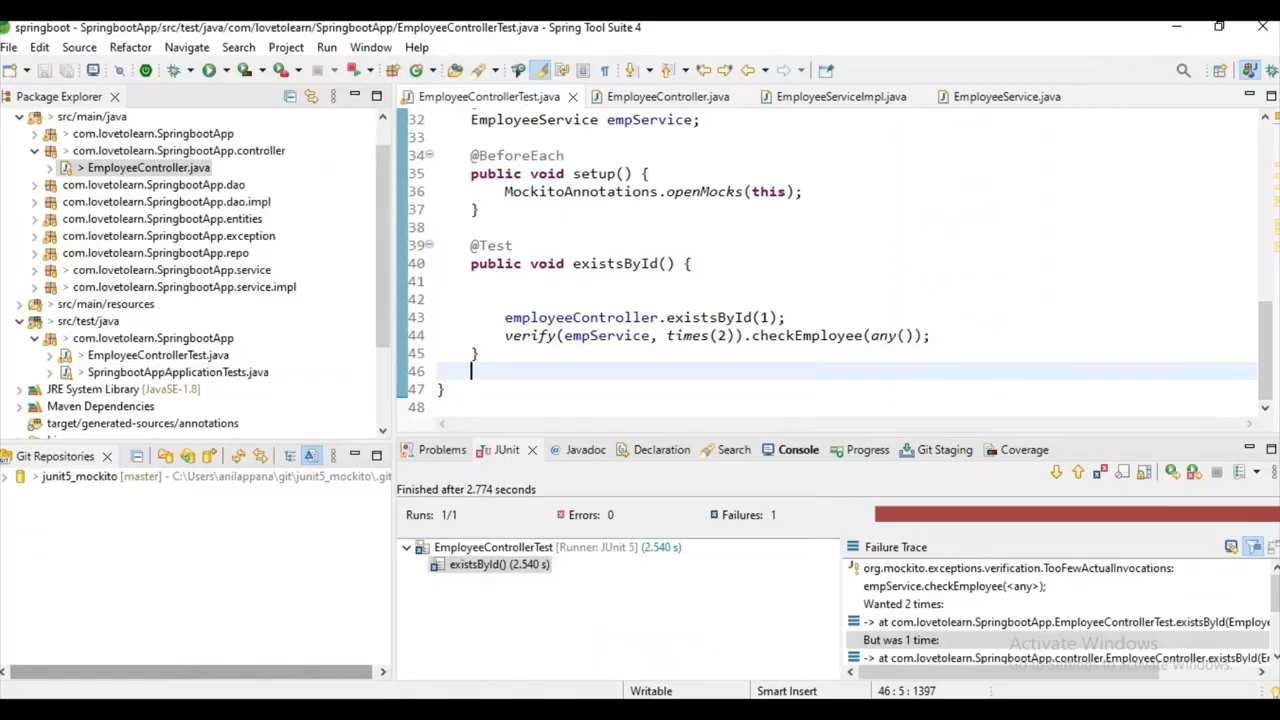 springboot - SpringbootApp/src/test/java/com/lovetolearn/SpringbootApp/EmployeeControllerTest.java - Spring Tool Suite 4
File Edit Source Refactor Navigate Search Project Run Window Help
Package Explorer
src/main/java
> com.lovetolearn.SpringbootApp
> com.lovetolearn.SpringbootApp.controller
> EmployeeController.java
com.lovetolearn.SpringbootApp.dao
> com.lovetolearn.SpringbootApp.dao.impl
> com.lovetolearn.SpringbootApp.entities
> com.lovetolearn.SpringbootApp.exception
> com.lovetolearn.SpringbootApp.repo
> com.lovetolearn.SpringbootApp.service
> com.lovetolearn.SpringbootApp.service.impl
> src/main/resources
> src/test/java
> com.lovetolearn.SpringbootApp
> EmployeeControllerTest.java
> SpringbootAppApplicationTests.java
JRE System Library [JavaSE-1.8]
Maven Dependencies
target/generated-sources/annotations
EmployeeControllerTest.java EmployeeController.java EmployeeServiceImpl.java EmployeeService.java
32 EmployeeService empService;
33
34 @BeforeEach
35 public void setup() {
36 MockitoAnnotations.openMocks(this);
37 }
38
39 @Test
40 public void existsById() {
41
42
43 employeeController.existsById(1);
44 verify(empService, times(2)).checkEmployee(any());
45 }
46
47 }
48
Git Repositories
> junit5_mockito [master] - C:\Users\anilappana\git\junit5_mockito\.git
Problems JUnit Javadoc Declaration Search Console Progress Git Staging Coverage
Finished after 2.774 seconds
Runs: 1/1 Errors: 0 Failures: 1
EmployeeControllerTest [Runner: JUnit 5] (2.540 s)
existsById() (2.540 s)
Failure Trace
org.mockito.exceptions.verification.TooFewActualInvocations:
empService.checkEmployee(<any>);
Wanted 2 times:
-> at com.lovetolearn.SpringbootApp.EmployeeControllerTest.existsById(Employe
But was 1 time:
-> at com.lovetolearn.SpringbootApp.controller.EmployeeController.existsById(E
Activate Windows
Go to Settings to activate Windows.
Writable Smart Insert 46 : 5 : 1397